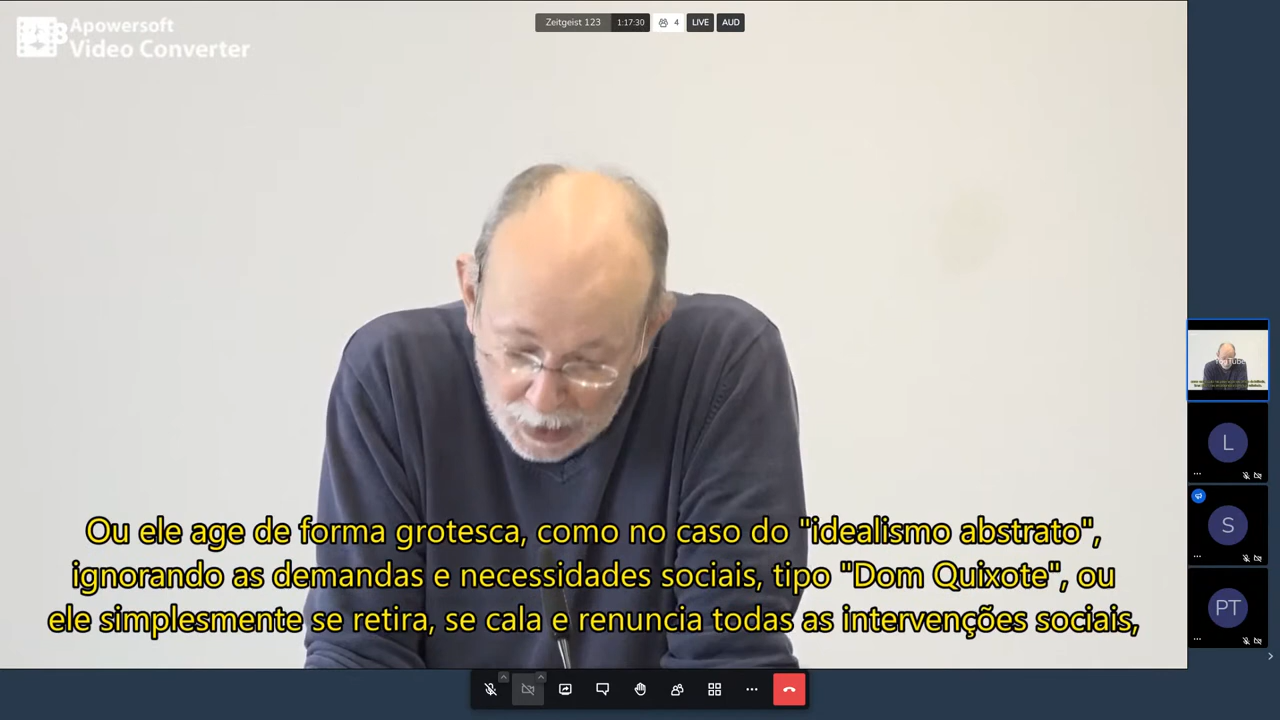 Apowersoft
Video Converter
Zeitgeist 123 1:17:30 4 LIVE AUD
YouTube
L
S
PT
Ou ele age de forma grotesca, como no caso do "idealismo abstrato",
ignorando as demandas e necessidades sociais, tipo "Dom Quixote", ou
ele simplesmente se retira, se cala e renuncia todas as intervenções sociais,